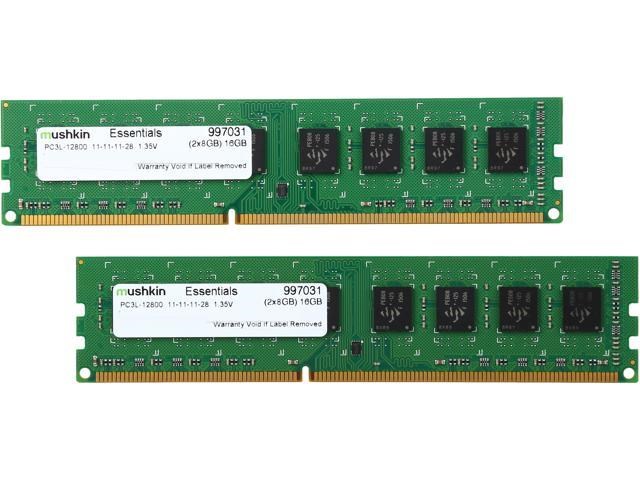 mushkin Essentials 997031
PC3L-12800 11-11-11-28 1.35V (2x8GB) 16GB
Warranty Void if Label Removed
mushkin Essentials 997031
PC3L-12800 11-11-11-28 1.35V (2x8GB) 16GB
Warranty Void if Label Removed